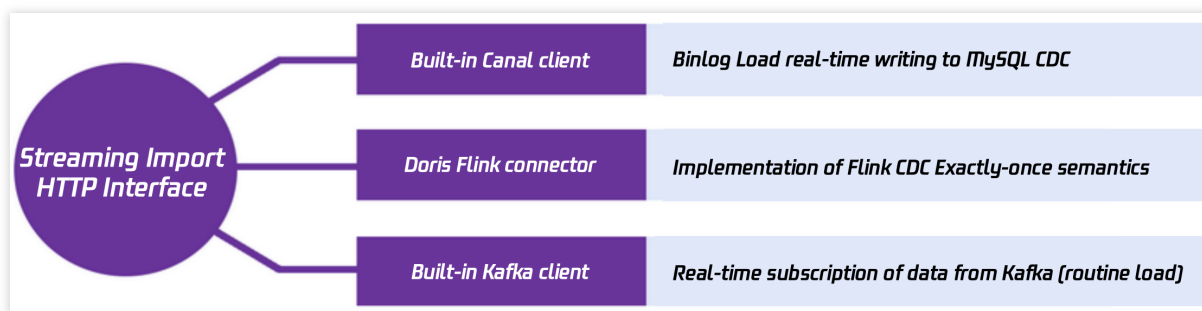 Streaming Import
HTTP Interface
Built-in Canal client
Binlog Load real-time writing to MySQL CDC
Doris Flink connector
Implementation of Flink CDC Exactly-once semantics
Built-in Kafka client
Real-time subscription of data from Kafka (routine load)